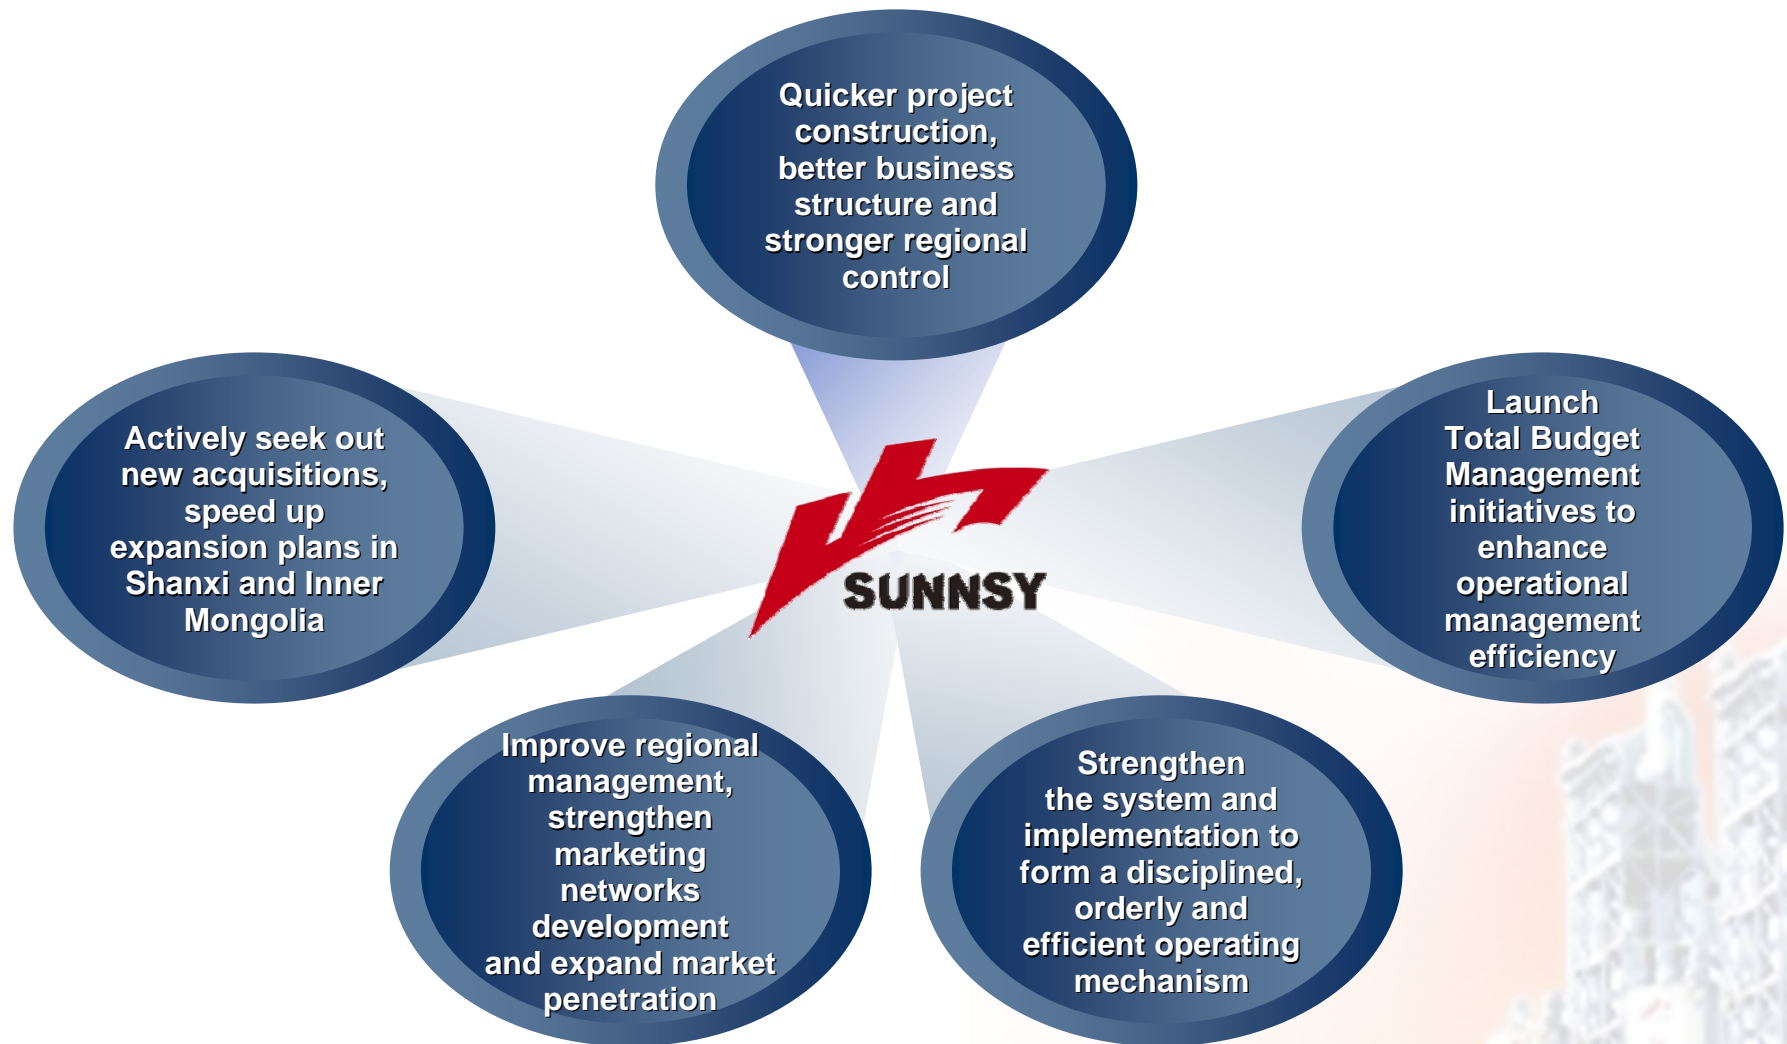 Quicker project
construction,
better business
structure and
stronger regional
control
Actively seek out
new acquisitions,
speed up
expansion plans in
Shanxi and Inner
Mongolia
SUNNSY
Launch
Total Budget
Management
initiatives to
enhance
operational
management
efficiency
Improve regional
management,
strengthen
marketing
networks
development
and expand market
penetration
Strengthen
the system and
implementation to
form a disciplined,
orderly and
efficient operating
mechanism